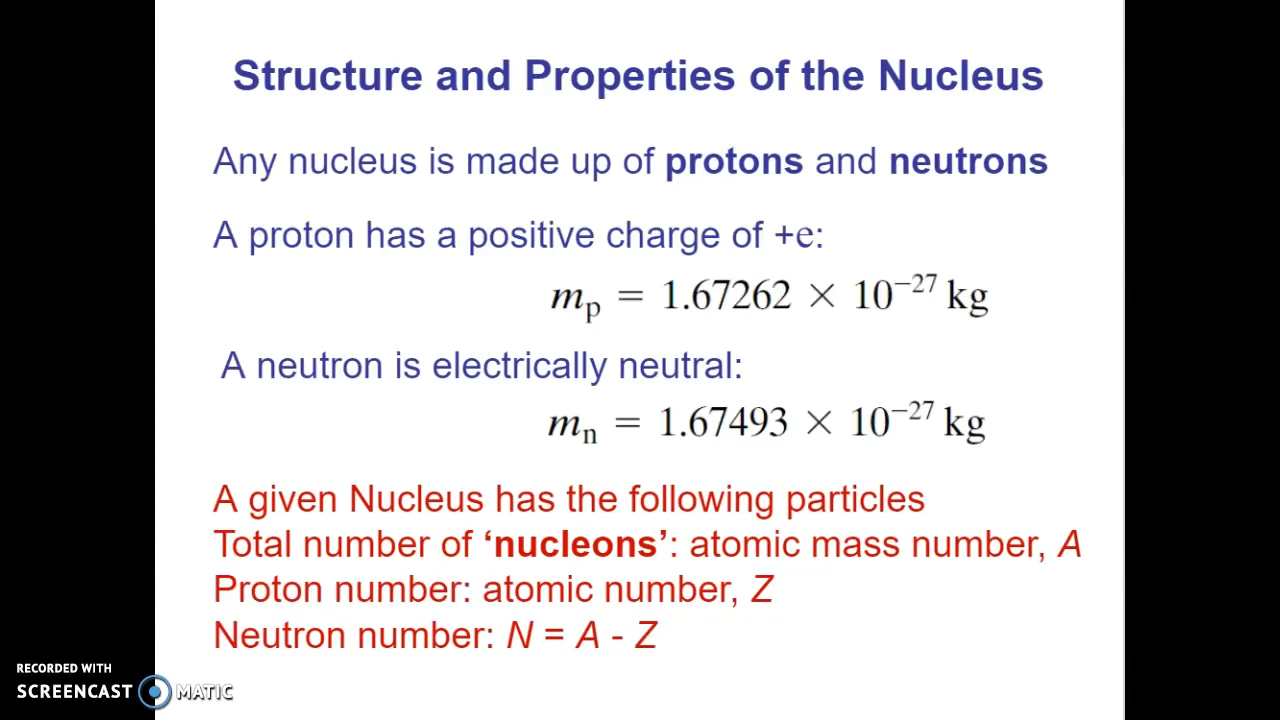 Structure and Properties of the Nucleus
Any nucleus is made up of protons and neutrons
A proton has a positive charge of +e:
mₚ = 1.67262 × 10⁻²⁷ kg
A neutron is electrically neutral:
mₙ = 1.67493 × 10⁻²⁷ kg
A given Nucleus has the following particles
Total number of ‘nucleons’: atomic mass number, A
Proton number: atomic number, Z
Neutron number: N = A - Z
RECORDED WITH
SCREENCAST MATIC